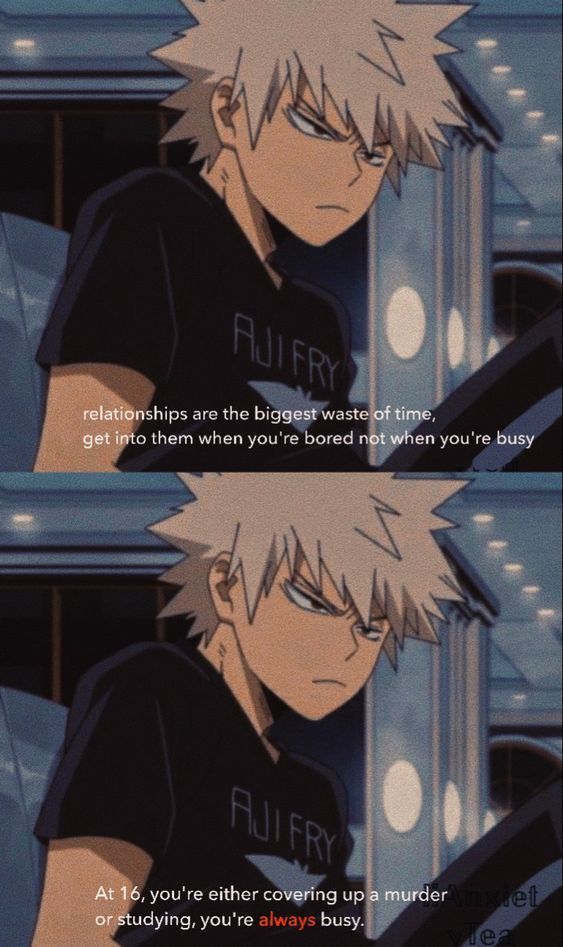 AJI FRY
relationships are the biggest waste of time,
get into them when you're bored not when you're busy
AJI FRY
At 16, you're either covering up a murder
or studying, you're always busy.